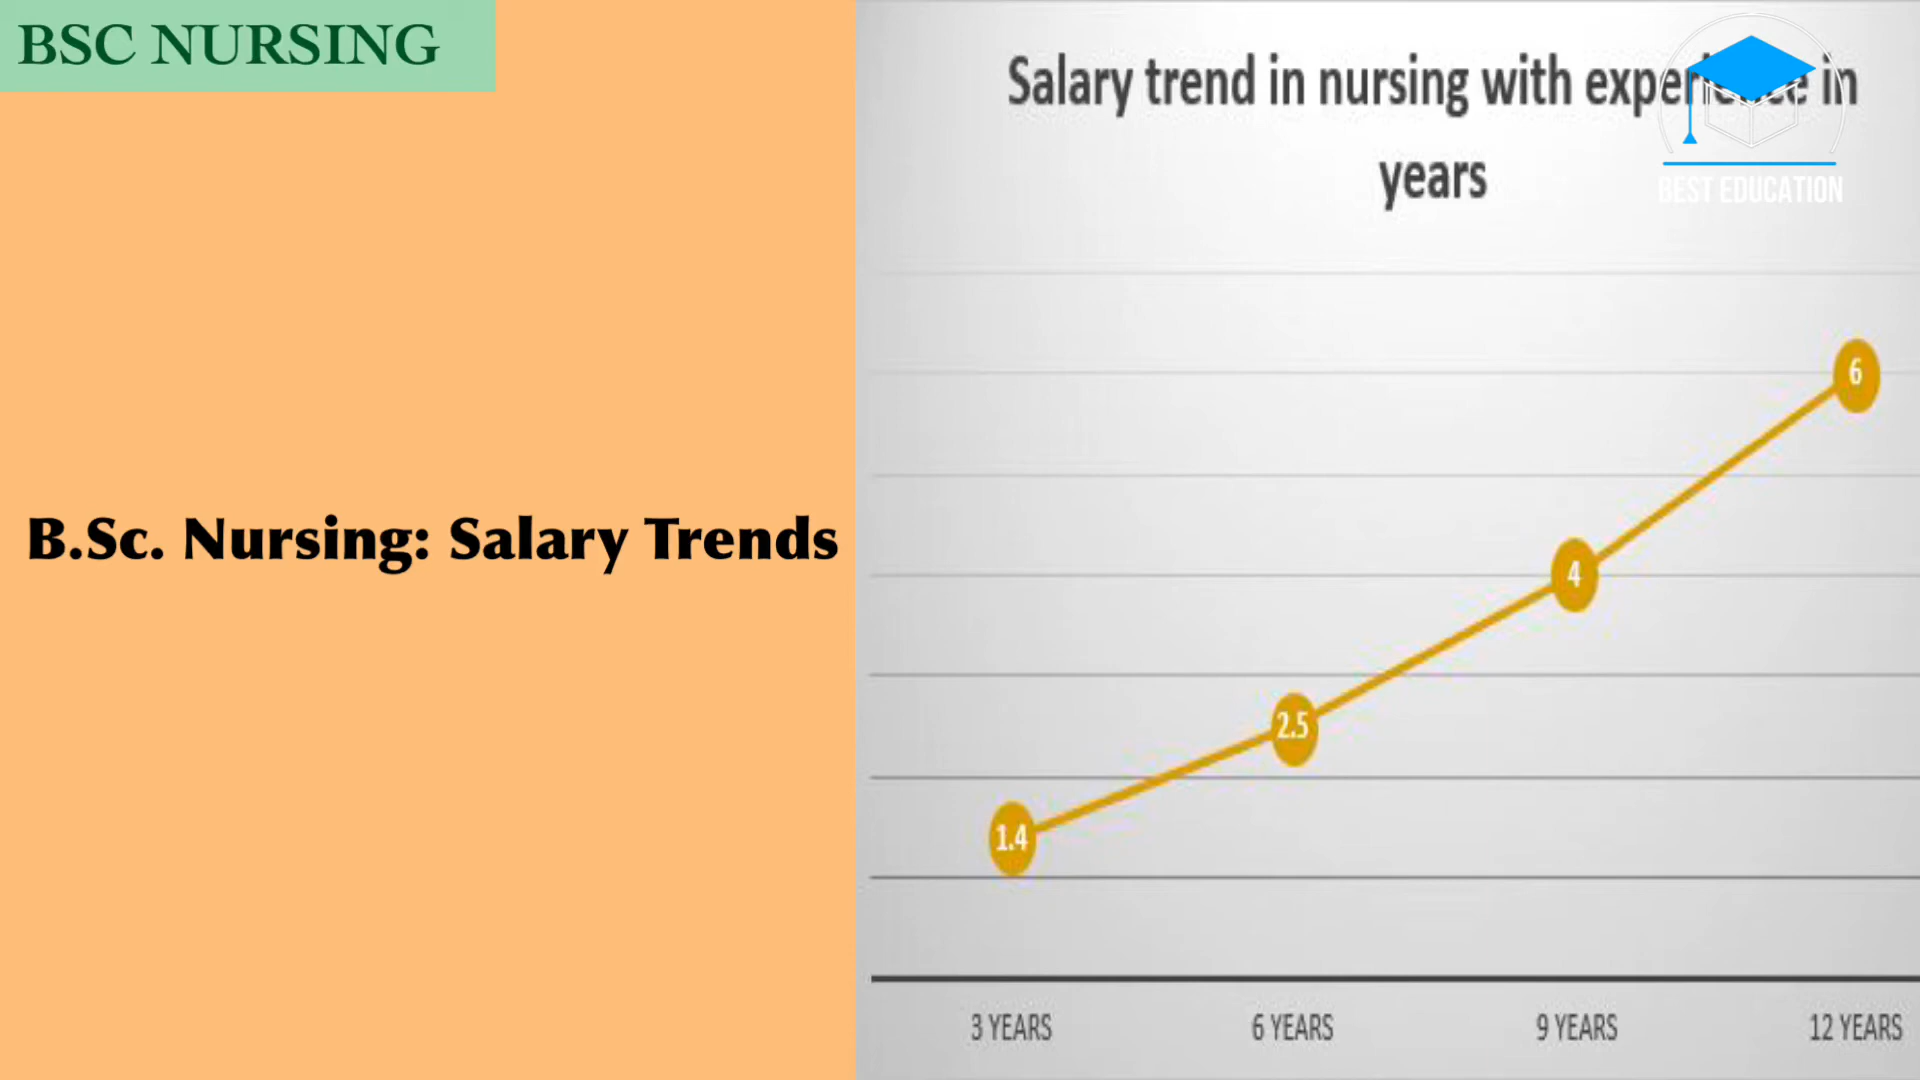 BSC NURSING
B.Sc. Nursing: Salary Trends
Salary trend in nursing with experience in
years
BEST EDUCATION
6
4
2.5
1.4
3 YEARS 6 YEARS 9 YEARS 12 YEARS